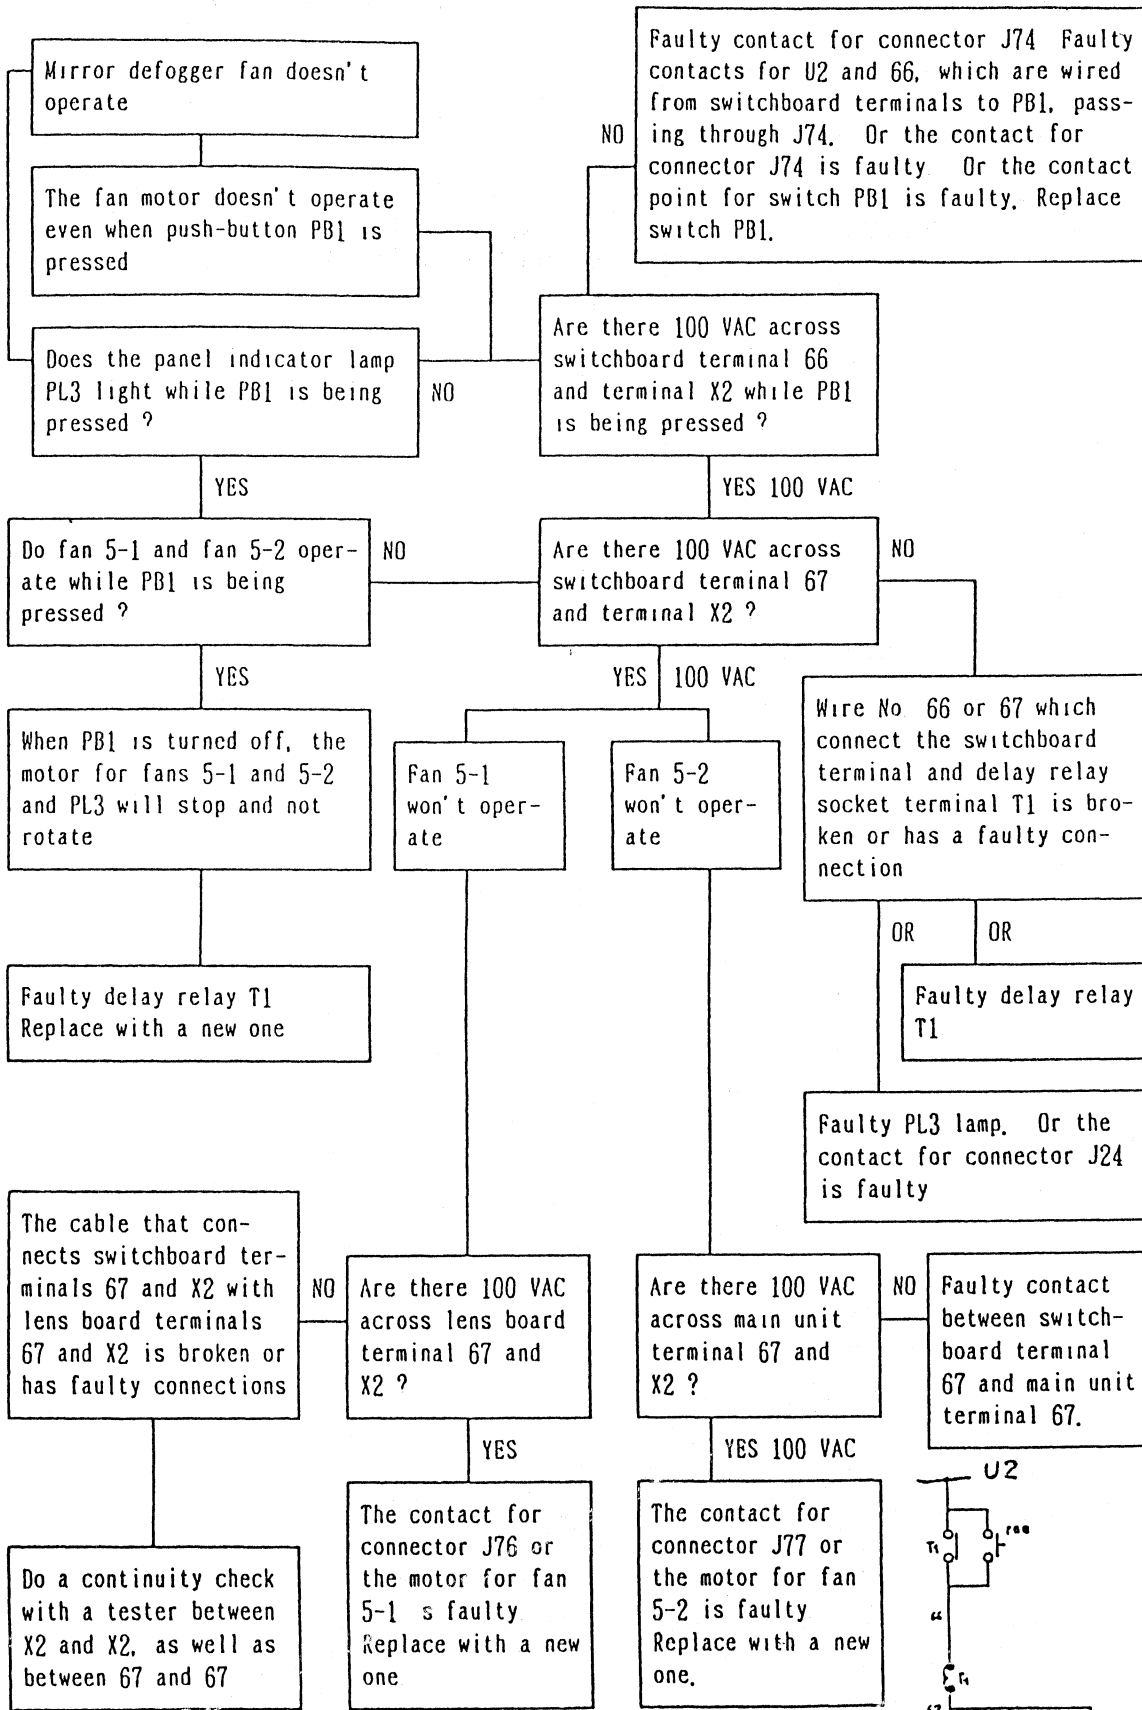 Mirror defogger fan doesn't
operate
The fan motor doesn't operate
even when push-button PB1 is
pressed
Does the panel indicator lamp
PL3 light while PB1 is being
pressed ?
NO
YES
Faulty contact for connector J74 Faulty
contacts for U2 and 66, which are wired
from switchboard terminals to PB1, pass-
ing through J74. Or the contact for
connector J74 is faulty Or the contact
point for switch PB1 is faulty. Replace
switch PB1.
NO
Are there 100 VAC across
switchboard terminal 66
and terminal X2 while PB1
is being pressed ?
YES 100 VAC
Do fan 5-1 and fan 5-2 oper-
ate while PB1 is being
pressed ?
NO
YES
Are there 100 VAC across
switchboard terminal 67
and terminal X2 ?
NO
YES 100 VAC
When PB1 is turned off, the
motor for fans 5-1 and 5-2
and PL3 will stop and not
rotate
Fan 5-1
won't oper-
ate
Fan 5-2
won't oper-
ate
Wire No 66 or 67 which
connect the switchboard
terminal and delay relay
socket terminal T1 is bro-
ken or has a faulty con-
nection
OR
OR
Faulty delay relay T1
Replace with a new one
Faulty delay relay
T1
Faulty PL3 lamp. Or the
contact for connector J24
is faulty
The cable that con-
nects switchboard ter-
minals 67 and X2 with
lens board terminals
67 and X2 is broken or
has faulty connections
NO
Are there 100 VAC
across lens board
terminal 67 and
X2 ?
YES
Are there 100 VAC
across main unit
terminal 67 and
X2 ?
NO
YES 100 VAC
Faulty contact
between switch-
board terminal
67 and main unit
terminal 67.
Do a continuity check
with a tester between
X2 and X2, as well as
between 67 and 67
The contact for
connector J76 or
the motor for fan
5-1 s faulty
Replace with a new
one
The contact for
connector J77 or
the motor for fan
5-2 is faulty
Replace with a new
one.
U2
T1
T1
67